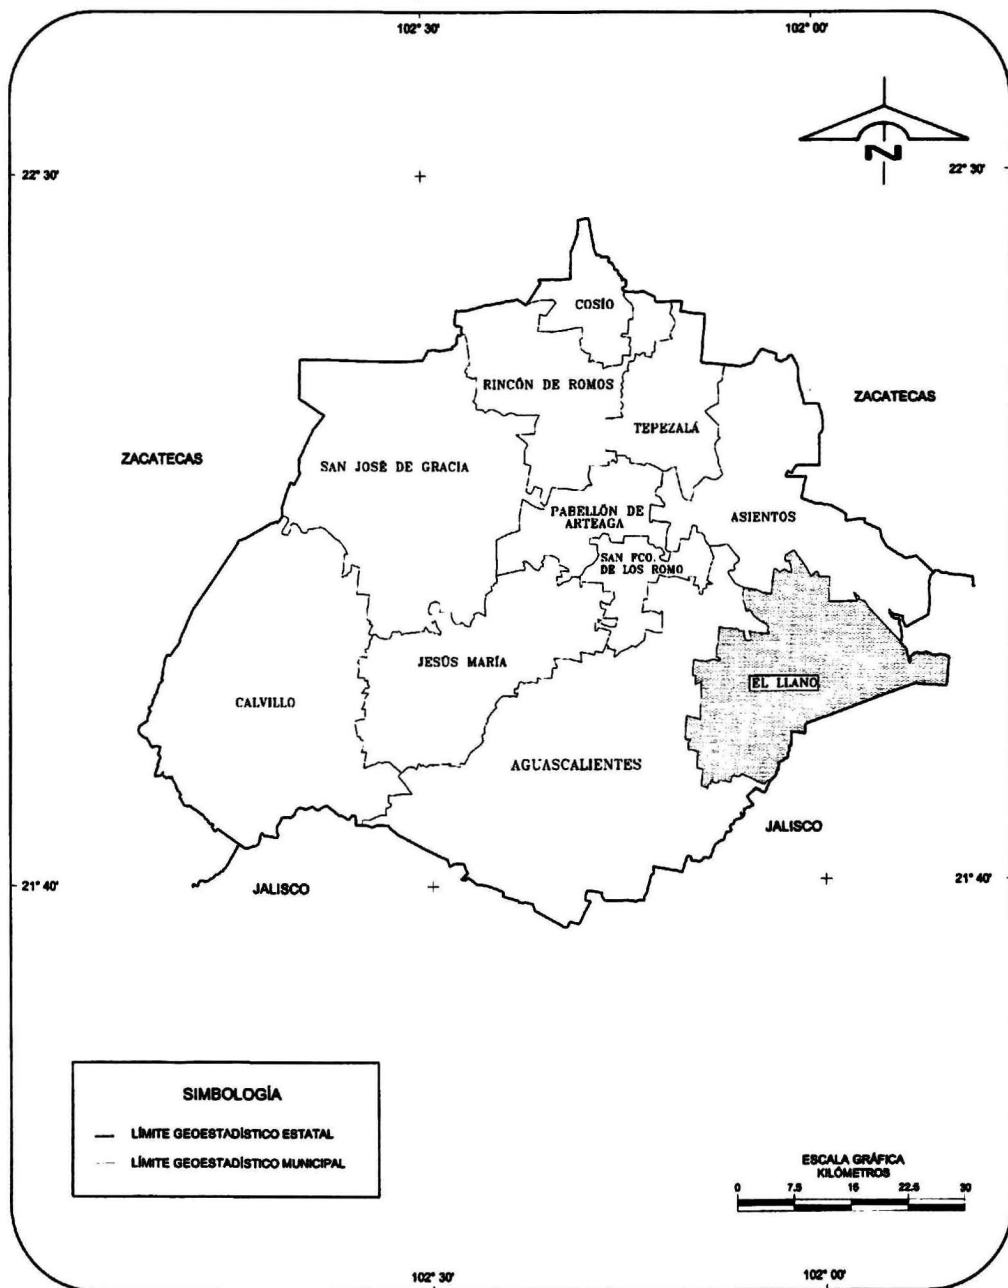 102° 30'
102° 00'
N
22° 30'
22° 30'
COSÍO
RINCÓN DE ROMOS
ZACATECAS
TEPEZALÁ
ZACATECAS
SAN JOSÉ DE GRACIA
PABELLÓN DE
ARTEAGA
ASIENTOS
SAN FCO.
DE LOS ROMO
JESÚS MARÍA
EL LLANO
CALVILLO
AGUASCALIENTES
JALISCO
JALISCO
21° 40'
21° 40'
SIMBOLOGÍA
LÍMITE GEOESTADÍSTICO ESTATAL
LÍMITE GEOESTADÍSTICO MUNICIPAL
ESCALA GRÁFICA
KILÓMETROS
0 7.5 15 22.5 30
102° 30'
102° 00'